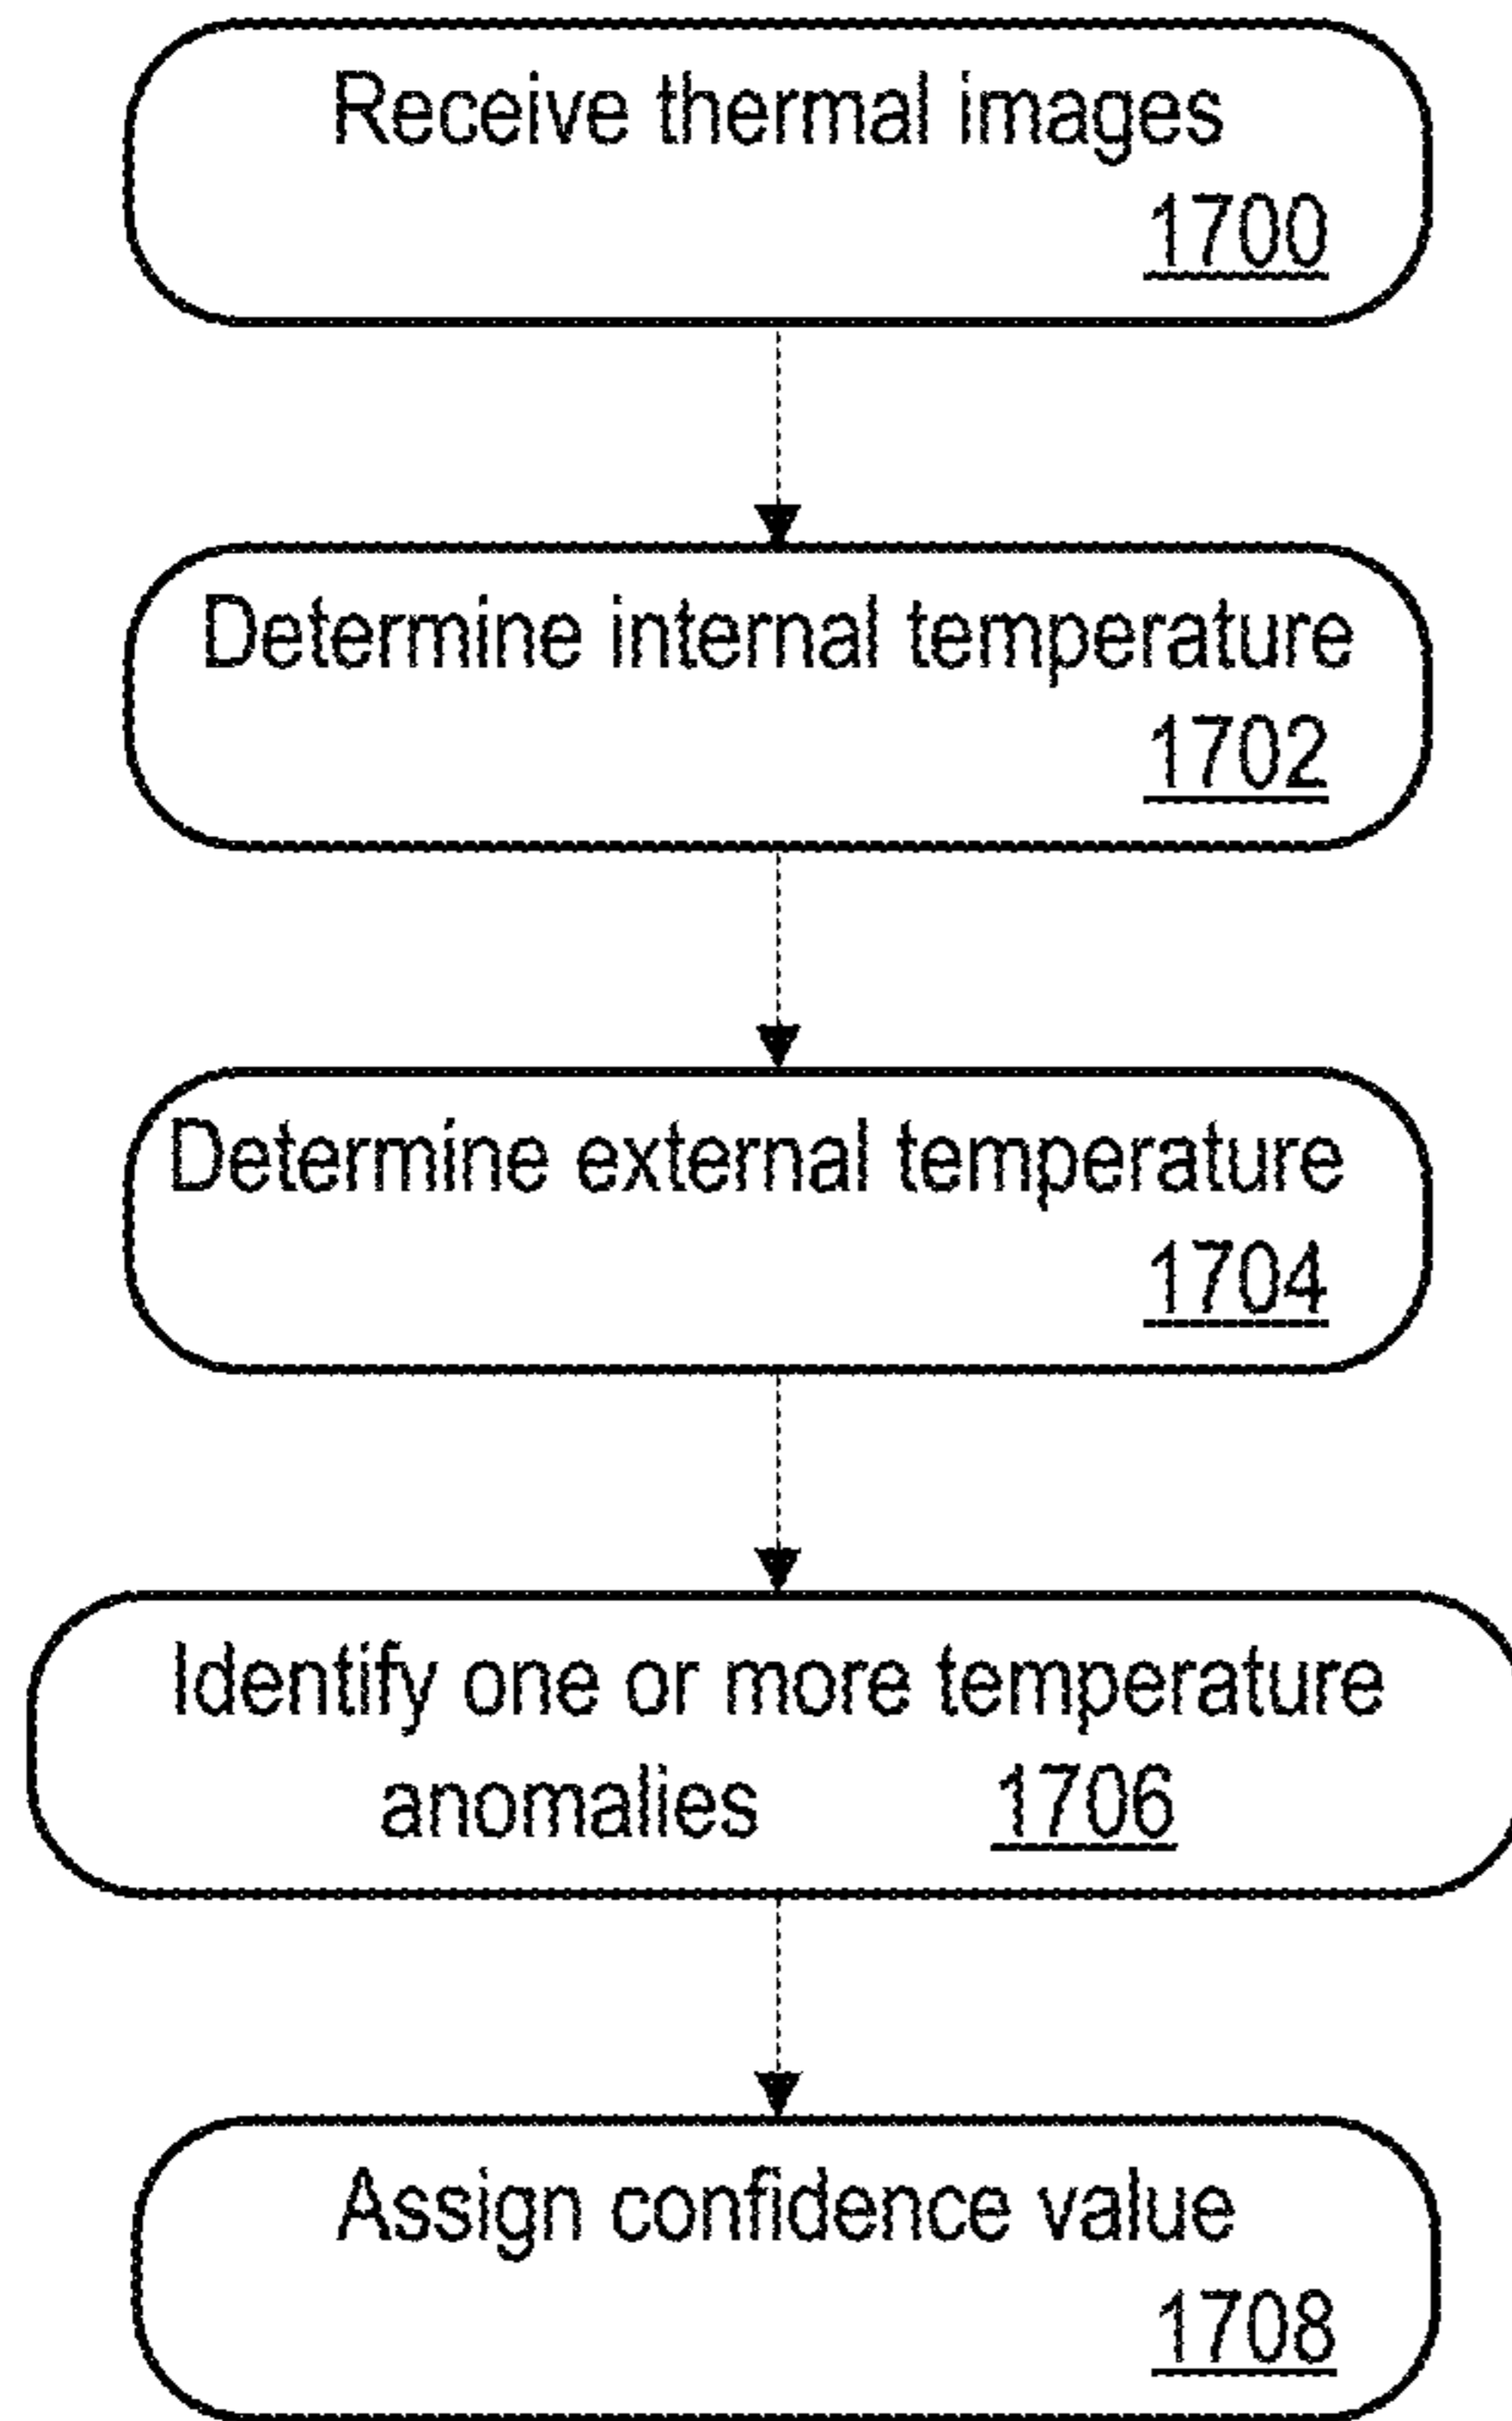 Receive thermal images
1700
Determine internal temperature
1702
Determine external temperature
1704
Identify one or more temperature
anomalies 1706
Assign confidence value
1708